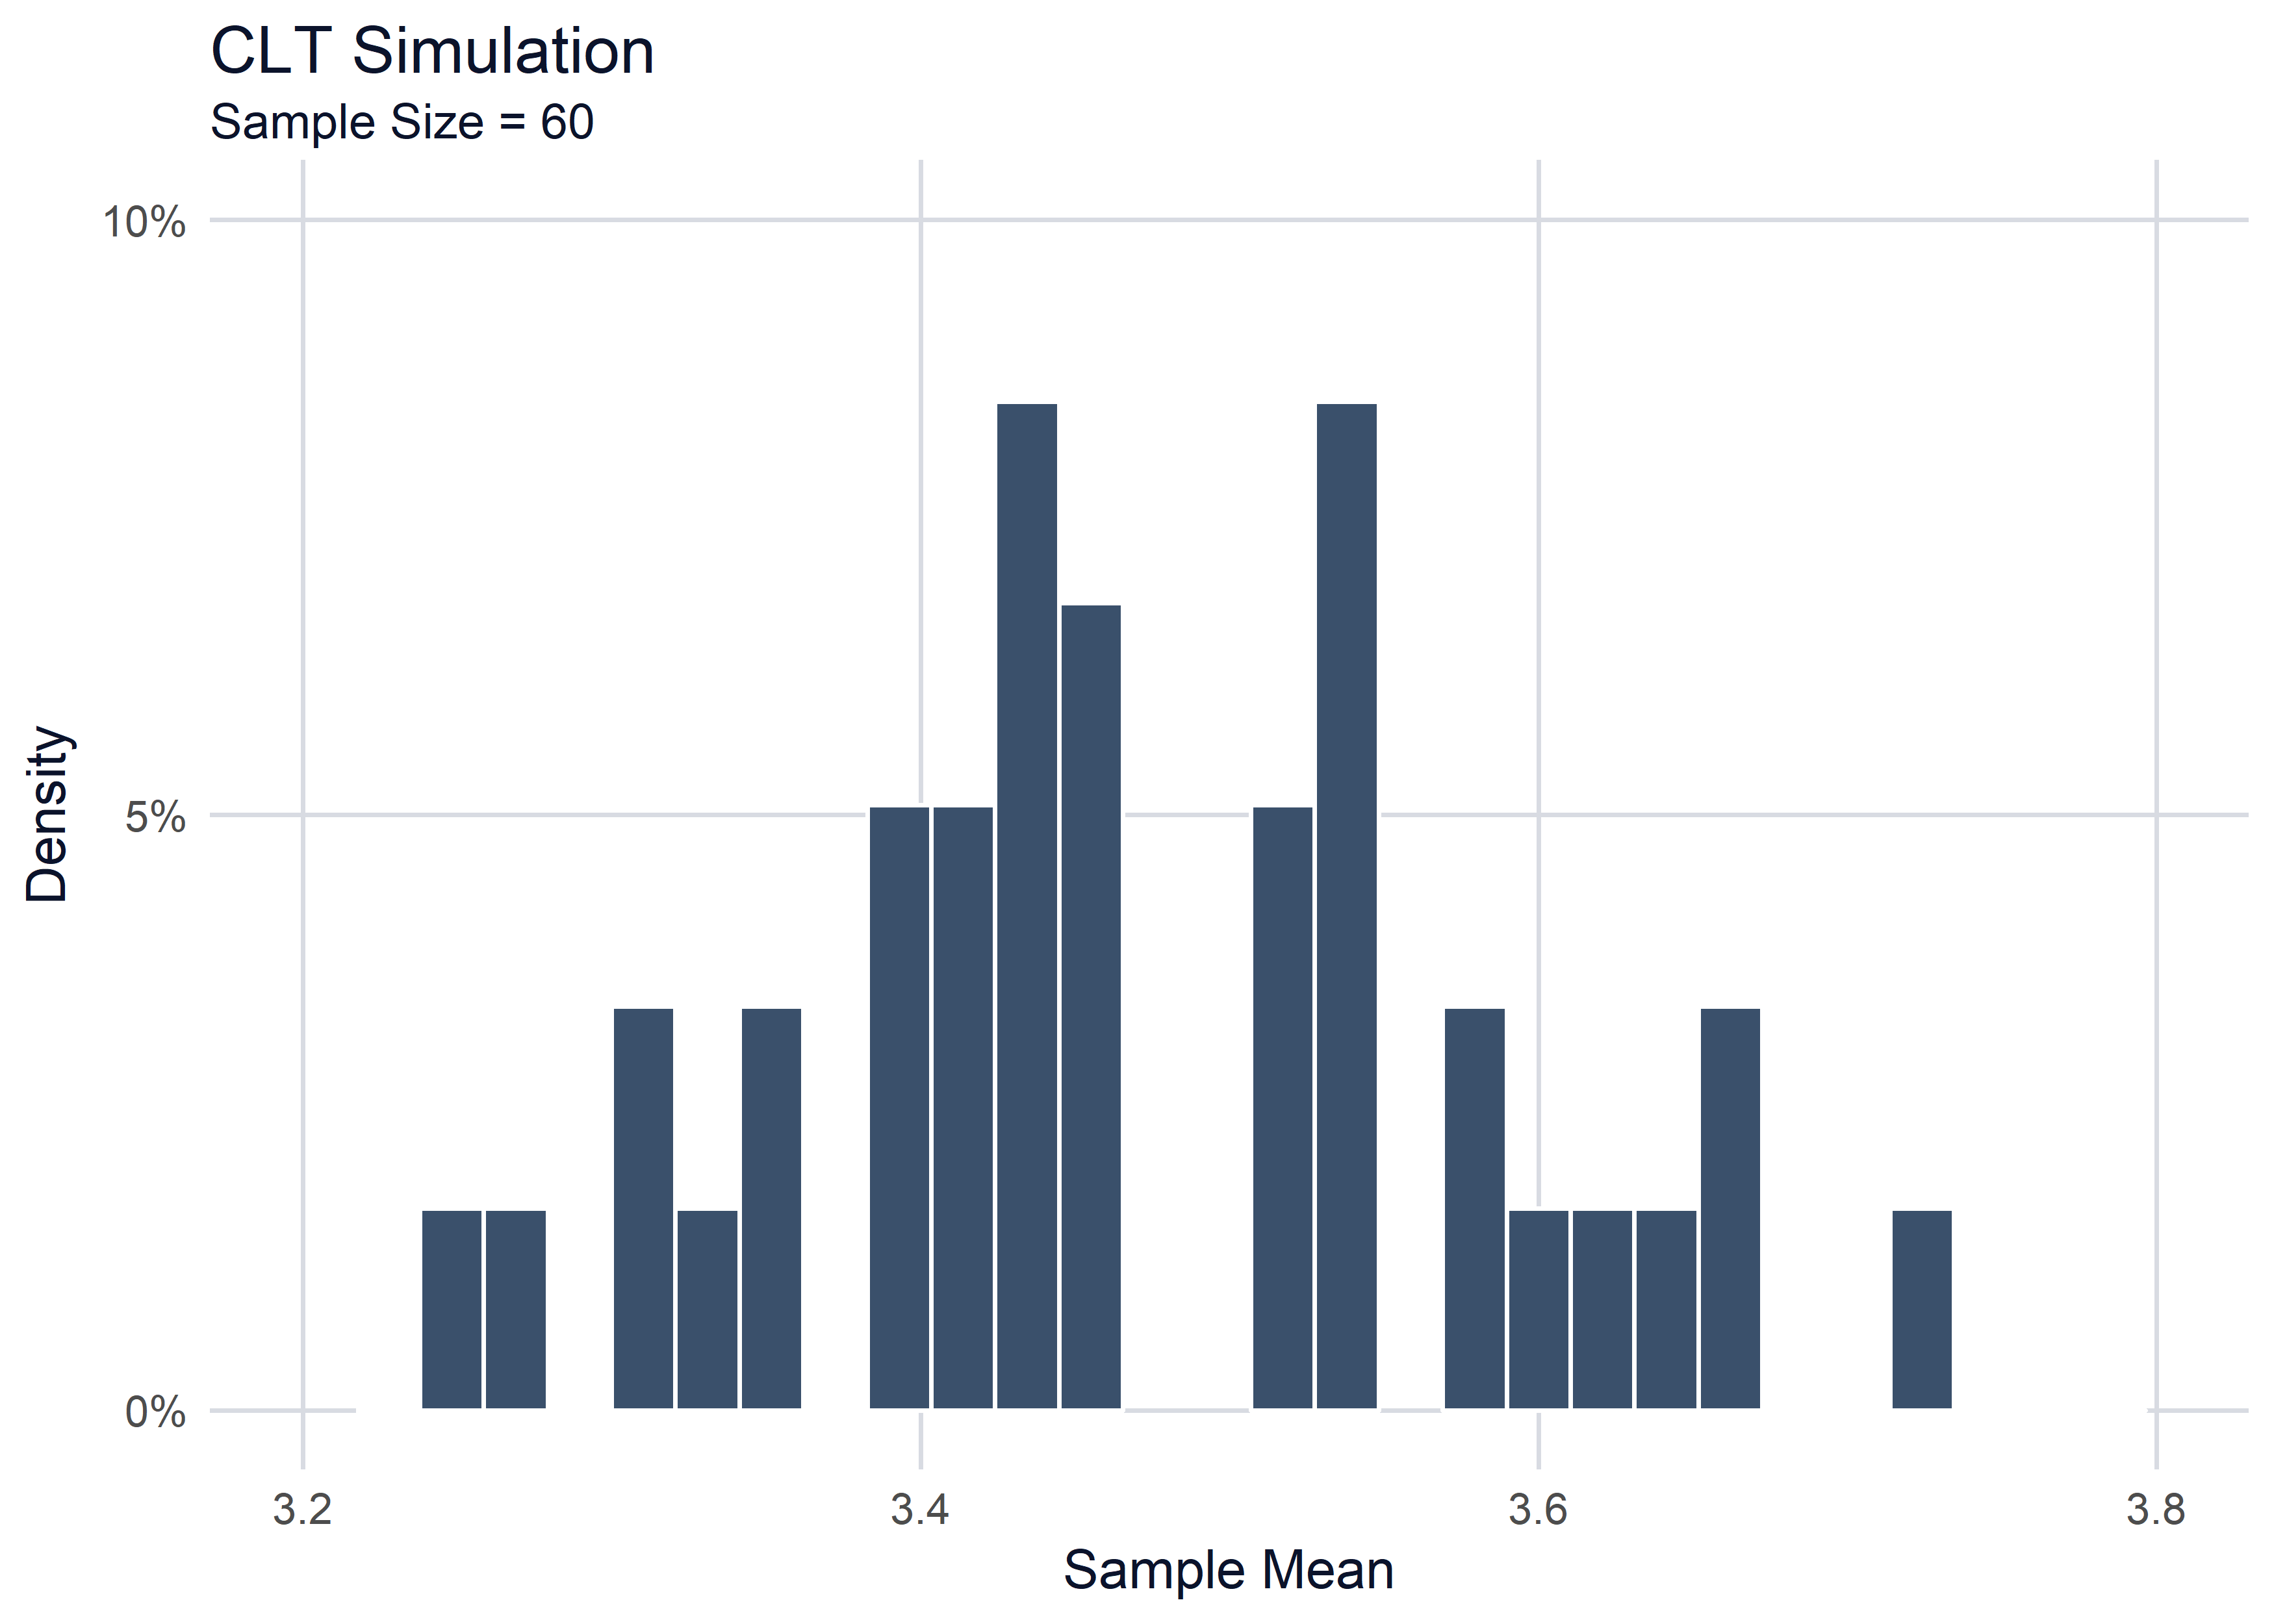 CLT Simulation
Sample Size = 60
10%
5%
0%
Density
3.2 3.4 3.6 3.8
Sample Mean